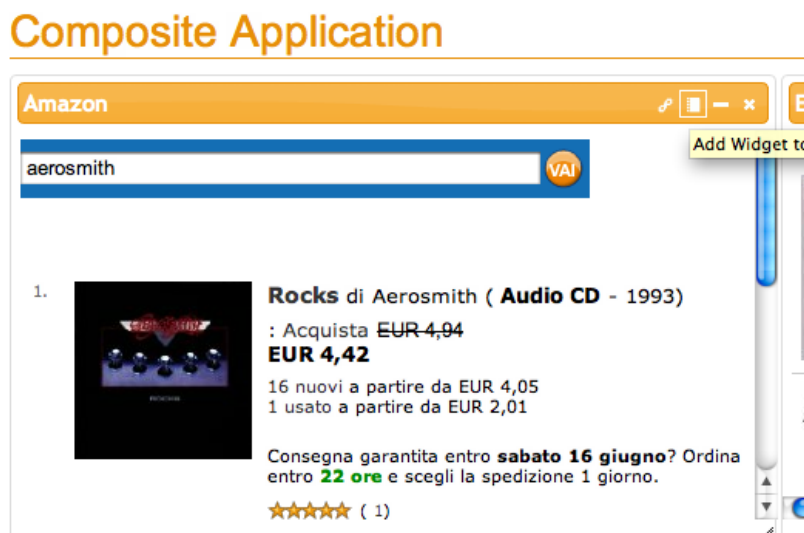 Composite Application
Amazon
Add Widget to
aerosmith
VAI
1.
Rocks di Aerosmith ( Audio CD - 1993)
: Acquista EUR 4,94
EUR 4,42
16 nuovi a partire da EUR 4,05
1 usato a partire da EUR 2,01
Consegna garantita entro sabato 16 giugno? Ordina
entro 22 ore e scegli la spedizione 1 giorno.
( 1)